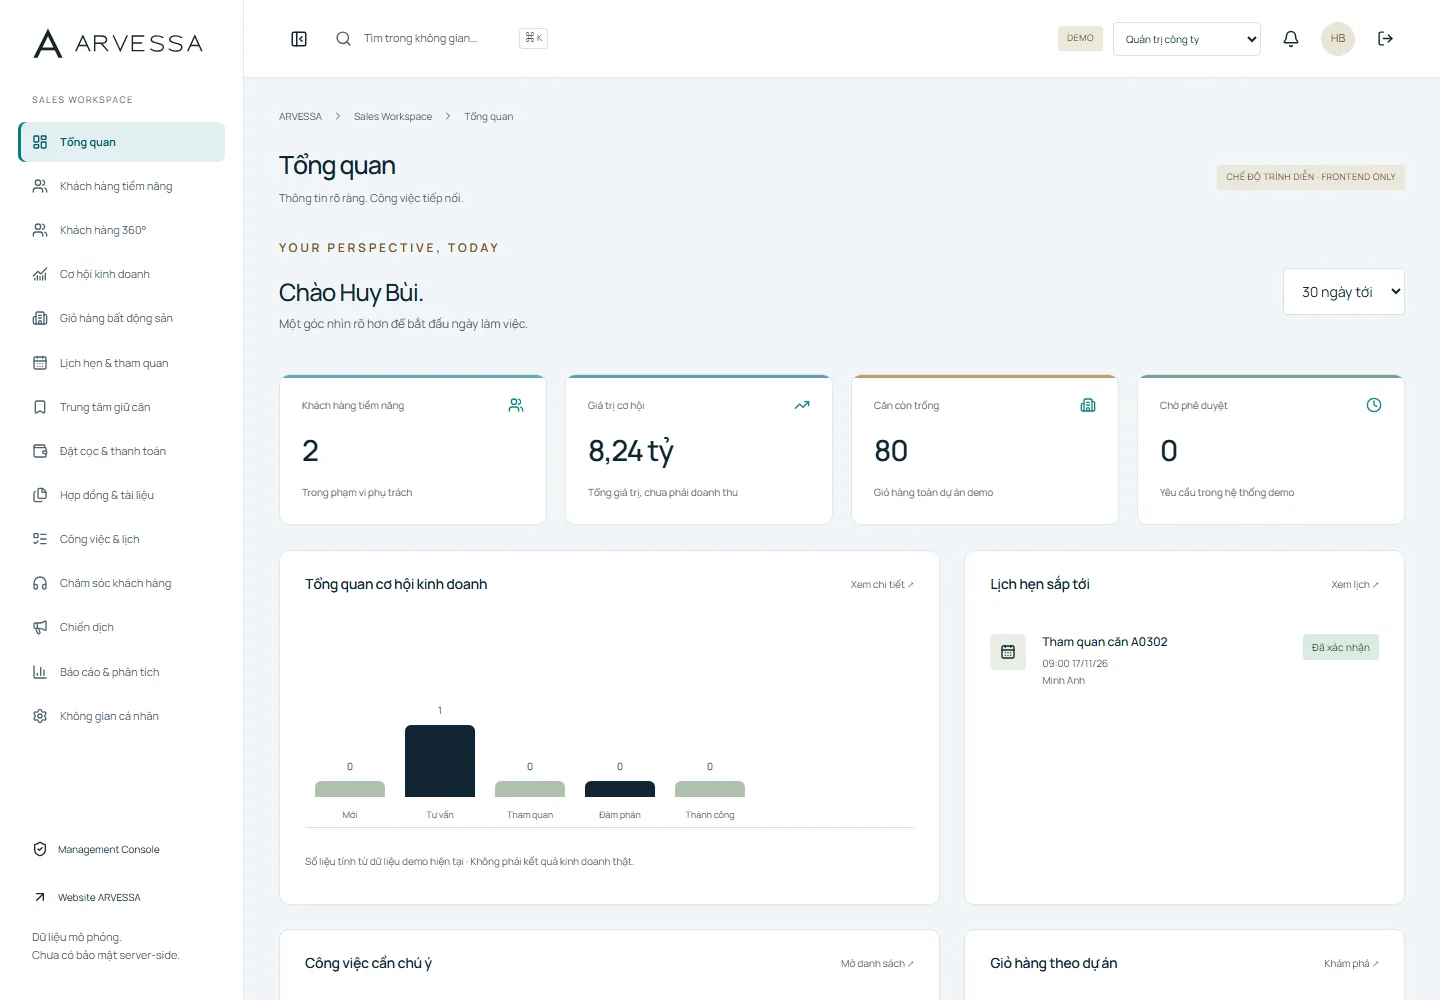 ARVESSA
SALES WORKSPACE
Tổng quan
Khách hàng tiềm năng
Khách hàng 360°
Cơ hội kinh doanh
Giỏ hàng bất động sản
Lịch hẹn & tham quan
Trung tâm giữ căn
Đặt cọc & thanh toán
Hợp đồng & tài liệu
Công việc & lịch
Chăm sóc khách hàng
Chiến dịch
Báo cáo & phân tích
Không gian cá nhân
Management Console
Website ARVESSA
Dữ liệu mô phỏng.
Chưa có bảo mật server-side.
Tìm trong không gian...
⌘ K
DEMO
Quản trị công ty
HB
ARVESSA > Sales Workspace > Tổng quan
Tổng quan
Thông tin rõ ràng. Công việc tiếp nối.
CHẾ ĐỘ TRÌNH DIỄN · FRONTEND ONLY
YOUR PERSPECTIVE, TODAY
Chào Huy Bùi.
Một góc nhìn rõ hơn để bắt đầu ngày làm việc.
30 ngày tới
Khách hàng tiềm năng
2
Trong phạm vi phụ trách
Giá trị cơ hội
8,24 tỷ
Tổng giá trị, chưa phải doanh thu
Căn còn trống
80
Giỏ hàng toàn dự án demo
Chờ phê duyệt
0
Yêu cầu trong hệ thống demo
Tổng quan cơ hội kinh doanh
Xem chi tiết ↗
0
1
0
0
0
Mới
Tư vấn
Tham quan
Đàm phán
Thành công
Số liệu tính từ dữ liệu demo hiện tại · Không phải kết quả kinh doanh thật.
Lịch hẹn sắp tới
Xem lịch ↗
Tham quan căn A0302
09:00 17/11/26
Minh Anh
Đã xác nhận
Công việc cần chú ý
Mở danh sách ↗
Giỏ hàng theo dự án
Khám phá ↗